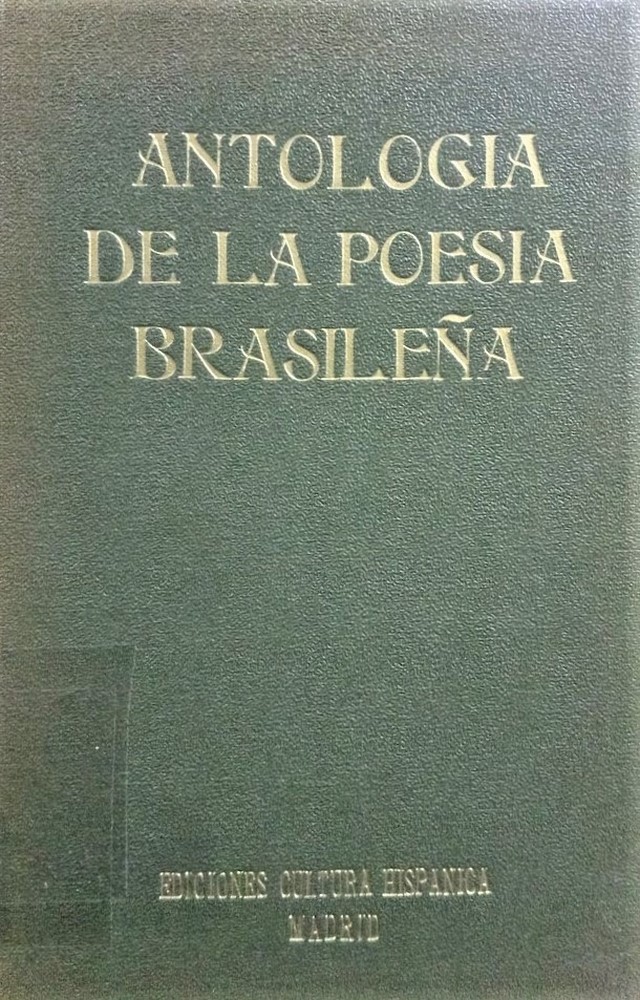 ANTOLOGIA
DE LA POESIA
BRASILEÑA
EDICIONES CULTURA HISPANICA
MADRID